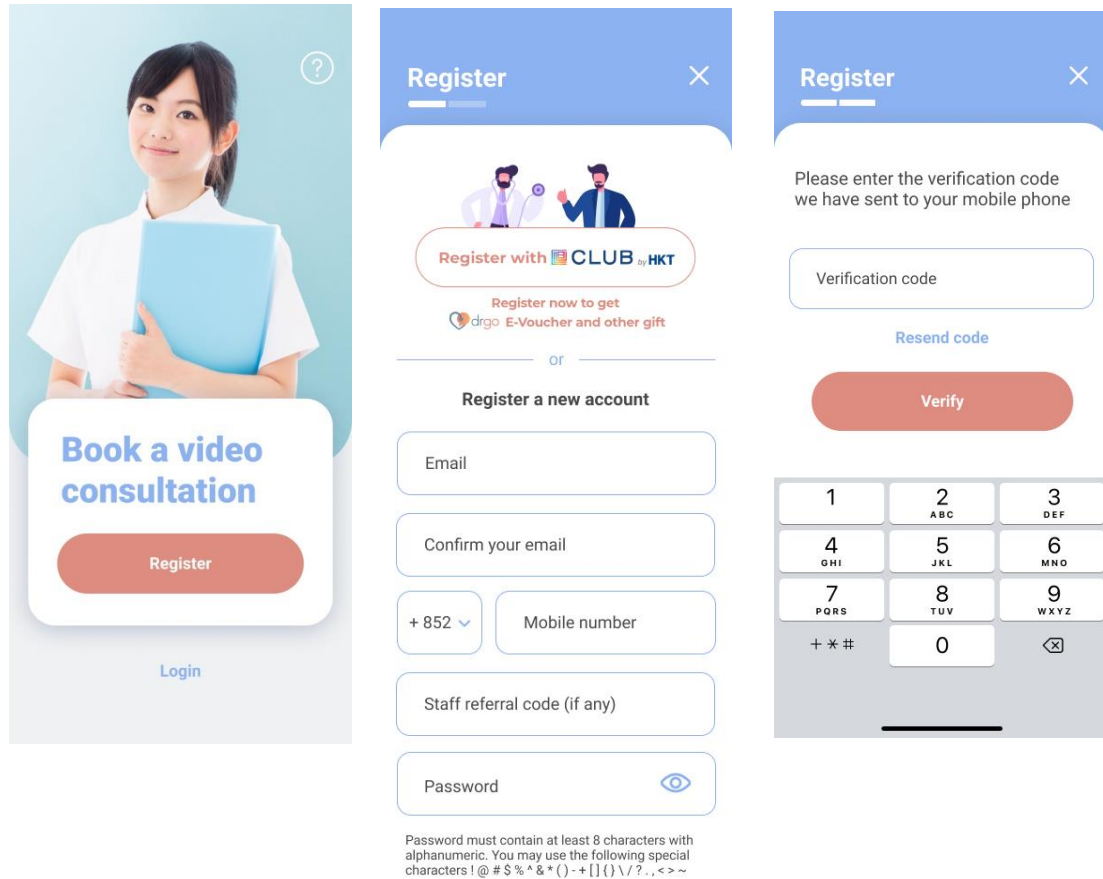 ?
Book a video
consultation
Register
Login
Register
Register with CLUB by HKT
Register now to get
drgo E-Voucher and other gift
or
Register a new account
Email
Confirm your email
+ 852
Mobile number
Staff referral code (if any)
Password
Password must contain at least 8 characters with
alphanumeric. You may use the following special
characters ! @ # $ % ^ & * ( ) - + [ ] { } \ / ? . , < > ~
Register
Please enter the verification code
we have sent to your mobile phone
Verification code
Resend code
Verify
1 2 3
ABC DEF
4 5 6
GHI JKL MNO
7 8 9
PQRS TUV WXYZ
+ * # 0